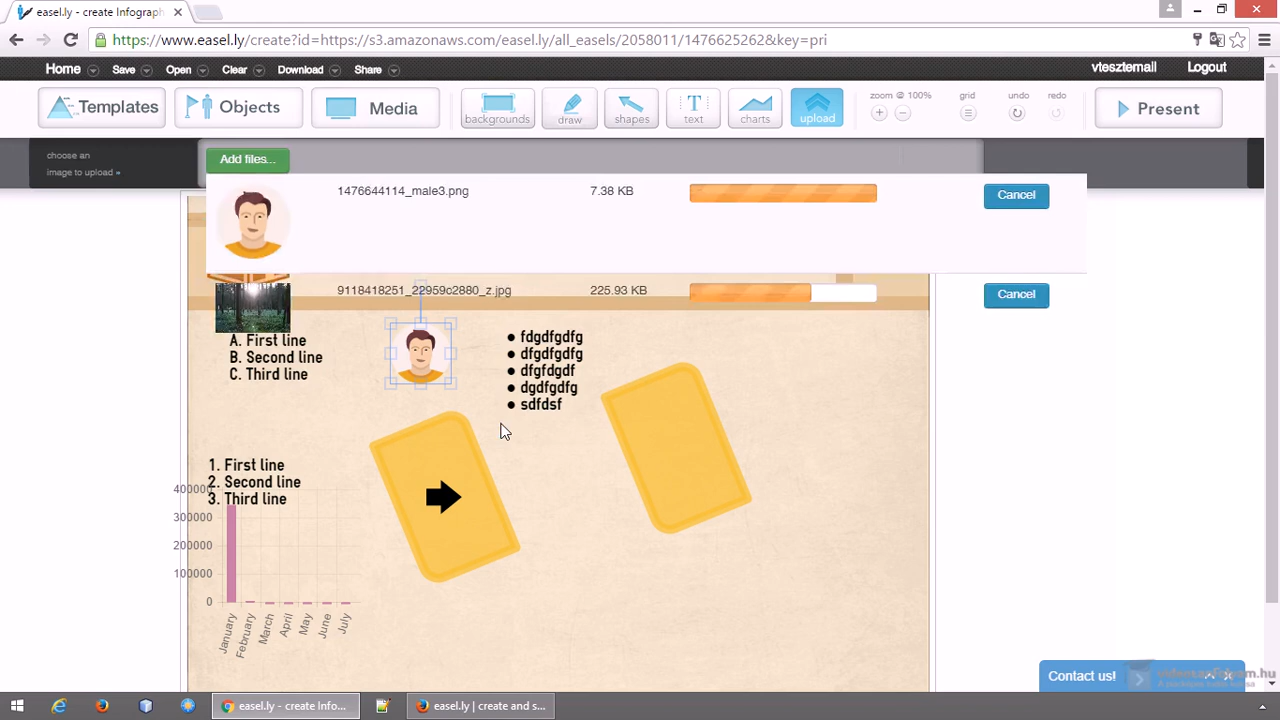 easel.ly - create Infograph
https://www.easel.ly/create?id=https://s3.amazonaws.com/easel.ly/all_easels/2058011/1476625262&key=pri
Home Save Open Clear Download Share vtesztemail Logout
Templates Objects Media backgrounds draw shapes text charts upload zoom @ 100% grid undo redo Present
choose an
image to upload »
Add files...
1476644114_male3.png 7.38 KB Cancel
9118418251_22959c2880_z.jpg 225.93 KB Cancel
A. First line
B. Second line
C. Third line
● fdgdfgdfg
● dfgdfgdfg
● dfgfdgdf
● dgdfgdfg
● sdfdsf
1. First line
2. Second line
3. Third line
400000
300000
200000
100000
0
January February March April May June July
Contact us!
easel.ly - create Info... easel.ly | create and s...